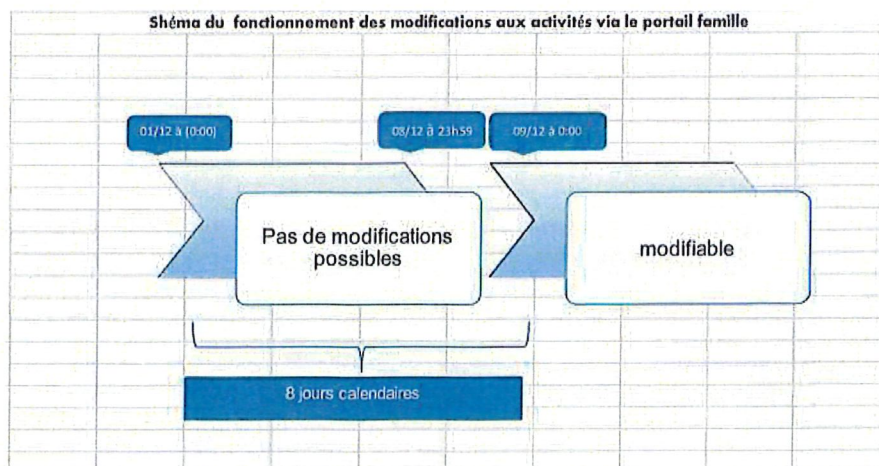 Shéma du fonctionnement des modifications aux activités via le portail famille
01/12 à (0:00)
08/12 à 23h59
09/12 à 0:00
Pas de modifications
possibles
modifiable
8 jours calendaires